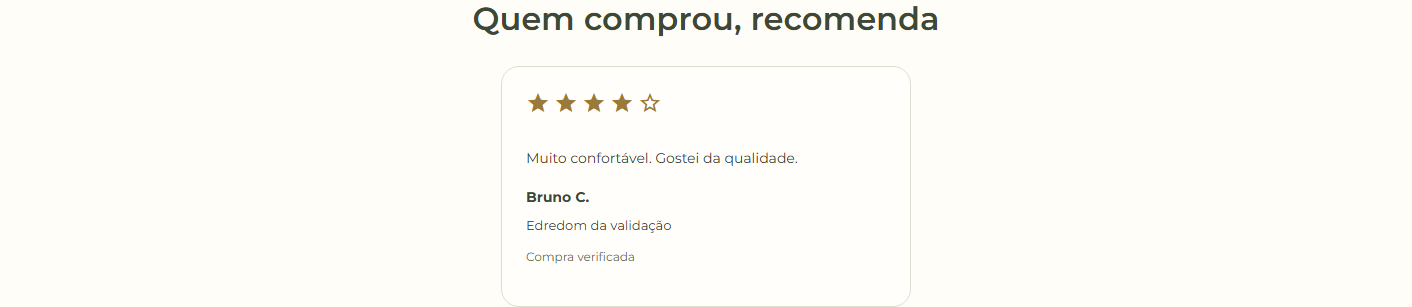 Quem comprou, recomenda
Muito confortável. Gostei da qualidade.
Bruno C.
Edredom da validação
Compra verificada